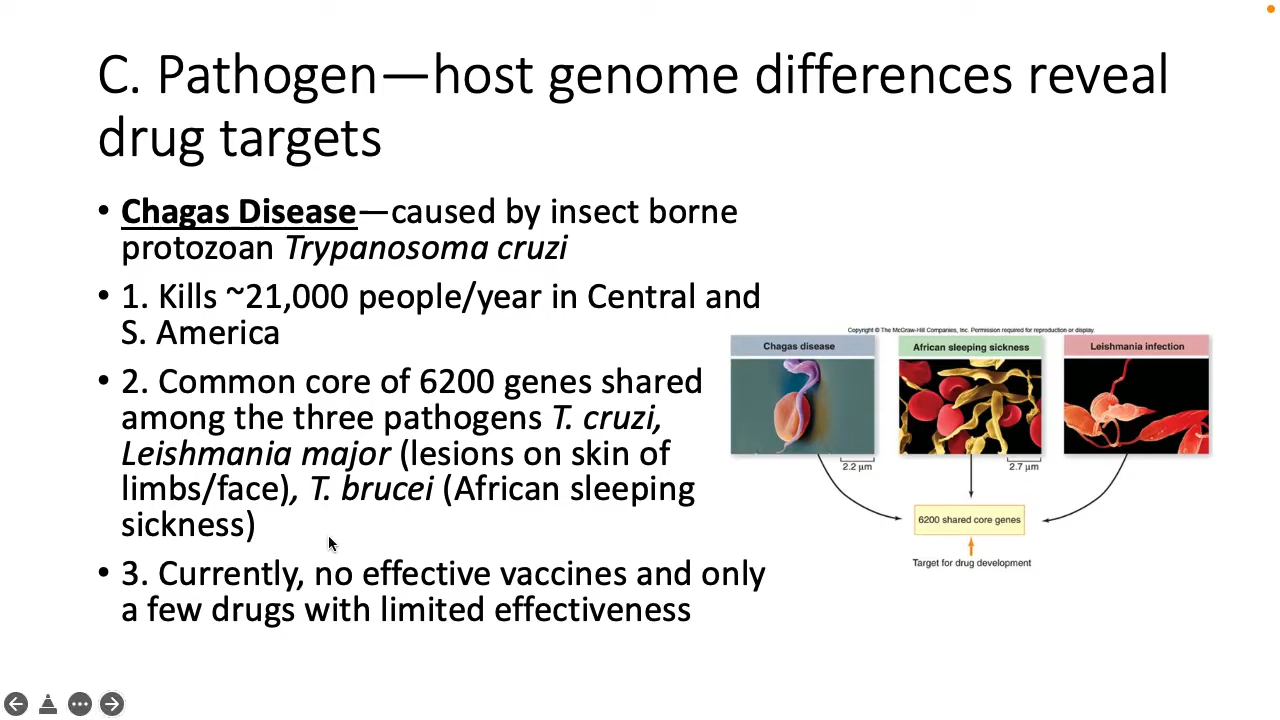 C. Pathogen—host genome differences reveal
drug targets
• Chagas Disease—caused by insect borne
protozoan Trypanosoma cruzi
• 1. Kills ~21,000 people/year in Central and
S. America
• 2. Common core of 6200 genes shared
among the three pathogens T. cruzi,
Leishmania major (lesions on skin of
limbs/face), T. brucei (African sleeping
sickness)
• 3. Currently, no effective vaccines and only
a few drugs with limited effectiveness
Copyright © The McGraw-Hill Companies, Inc. Permission required for reproduction or display.
Chagas disease
African sleeping sickness
Leishmania infection
2.2 µm
2.7 µm
6200 shared core genes
Target for drug development